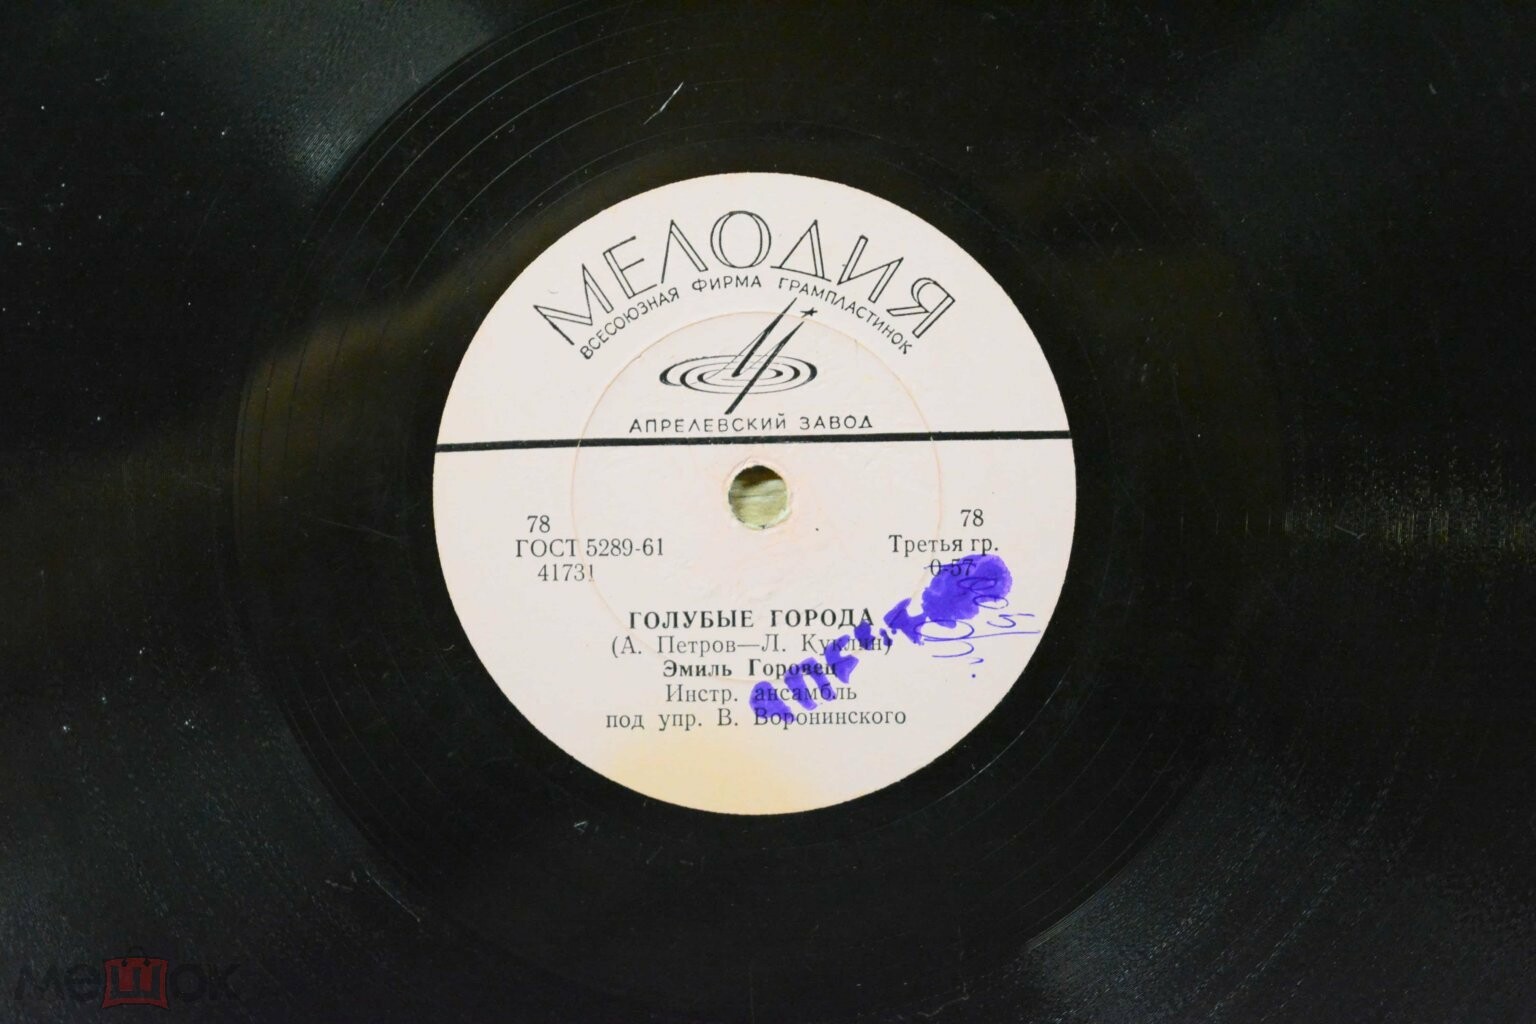 МЕЛОДИЯ
ВСЕСОЮЗНАЯ ФИРМА ГРАМПЛАСТИНОК
АПРЕЛЕВСКИЙ ЗАВОД
78
ГОСТ 5289-61
41731
78
Третья гр.
0-57
ГОЛУБЫЕ ГОРОДА
(А. Петров—Л. Куклин)
Эмиль Горовец
Инстр. ансамбль
под упр. В. Воронинского
мешок